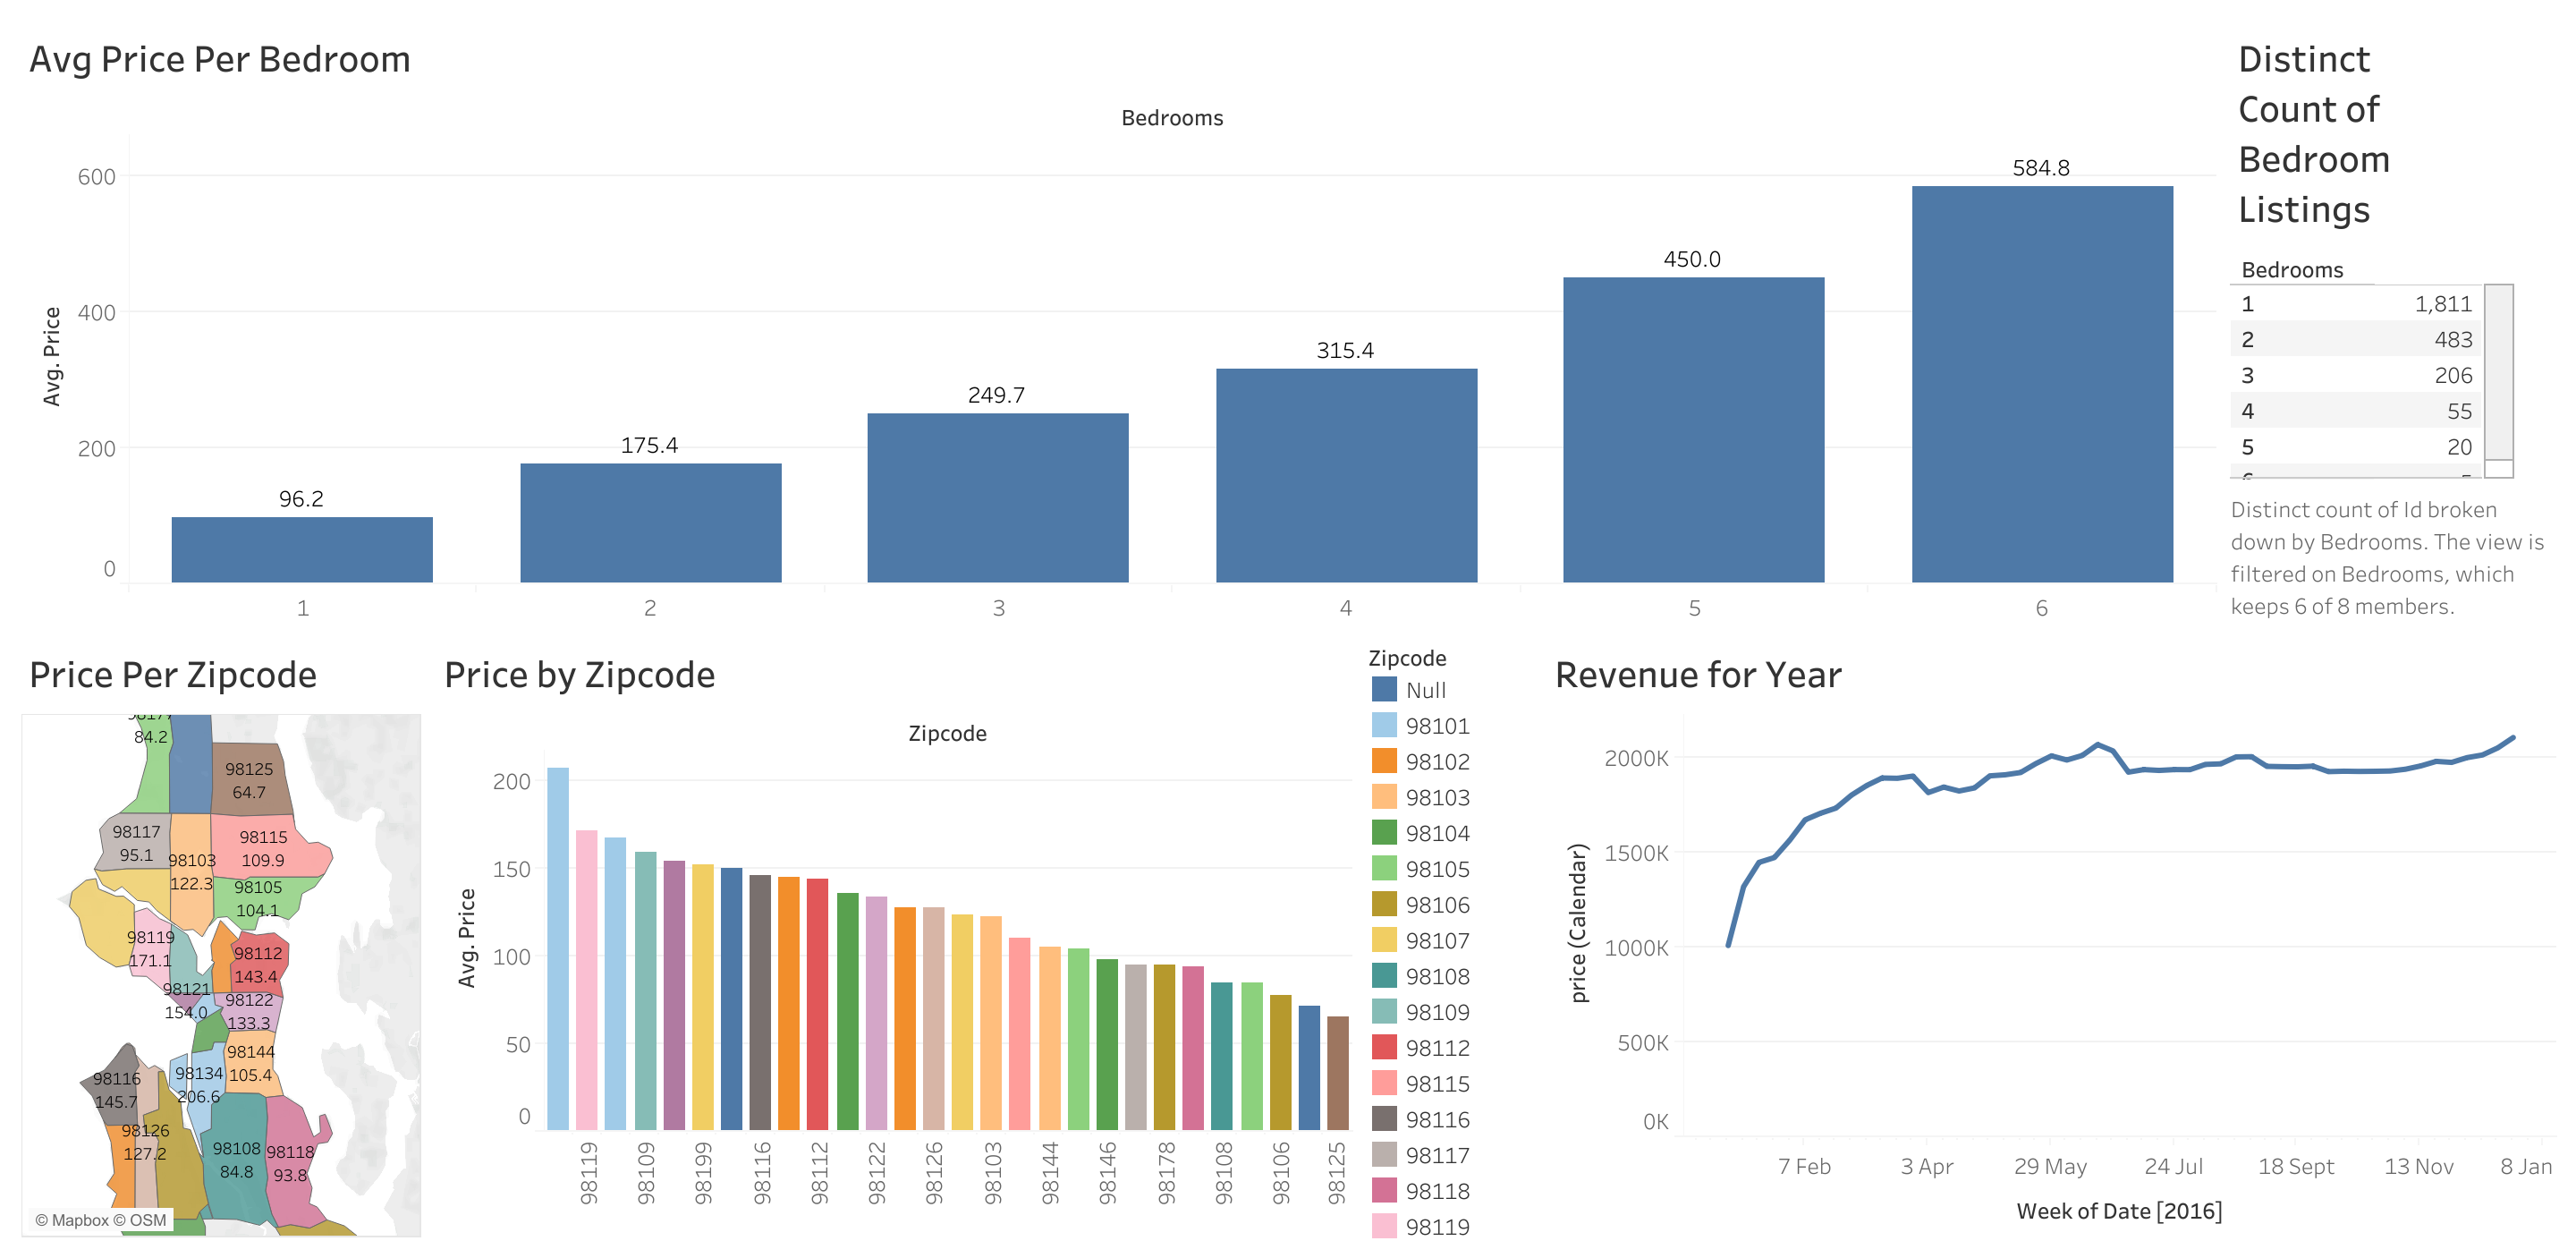 Avg Price Per Bedroom
Bedrooms
Avg. Price
600
400
200
0
96.2
175.4
249.7
315.4
450.0
584.8
1
2
3
4
5
6
Distinct
Count of
Bedroom
Listings
Bedrooms
1 1,811
2 483
3 206
4 55
5 20
Distinct count of Id broken
down by Bedrooms. The view is
filtered on Bedrooms, which
keeps 6 of 8 members.
Price Per Zipcode
84.2
98125
64.7
98117
95.1
98103
122.3
98115
109.9
98105
104.1
98119
171.1
98112
143.4
98121
154.0
98122
133.3
98144
105.4
98134
206.6
98116
145.7
98126
127.2
98108
84.8
98118
93.8
© Mapbox © OSM
Price by Zipcode
Zipcode
Avg. Price
200
150
100
50
0
98119
98109
98199
98116
98112
98122
98126
98103
98144
98146
98178
98108
98106
98125
Zipcode
Null
98101
98102
98103
98104
98105
98106
98107
98108
98109
98112
98115
98116
98117
98118
98119
Revenue for Year
price (Calendar)
2000K
1500K
1000K
500K
0K
7 Feb
3 Apr
29 May
24 Jul
18 Sept
13 Nov
8 Jan
Week of Date [2016]